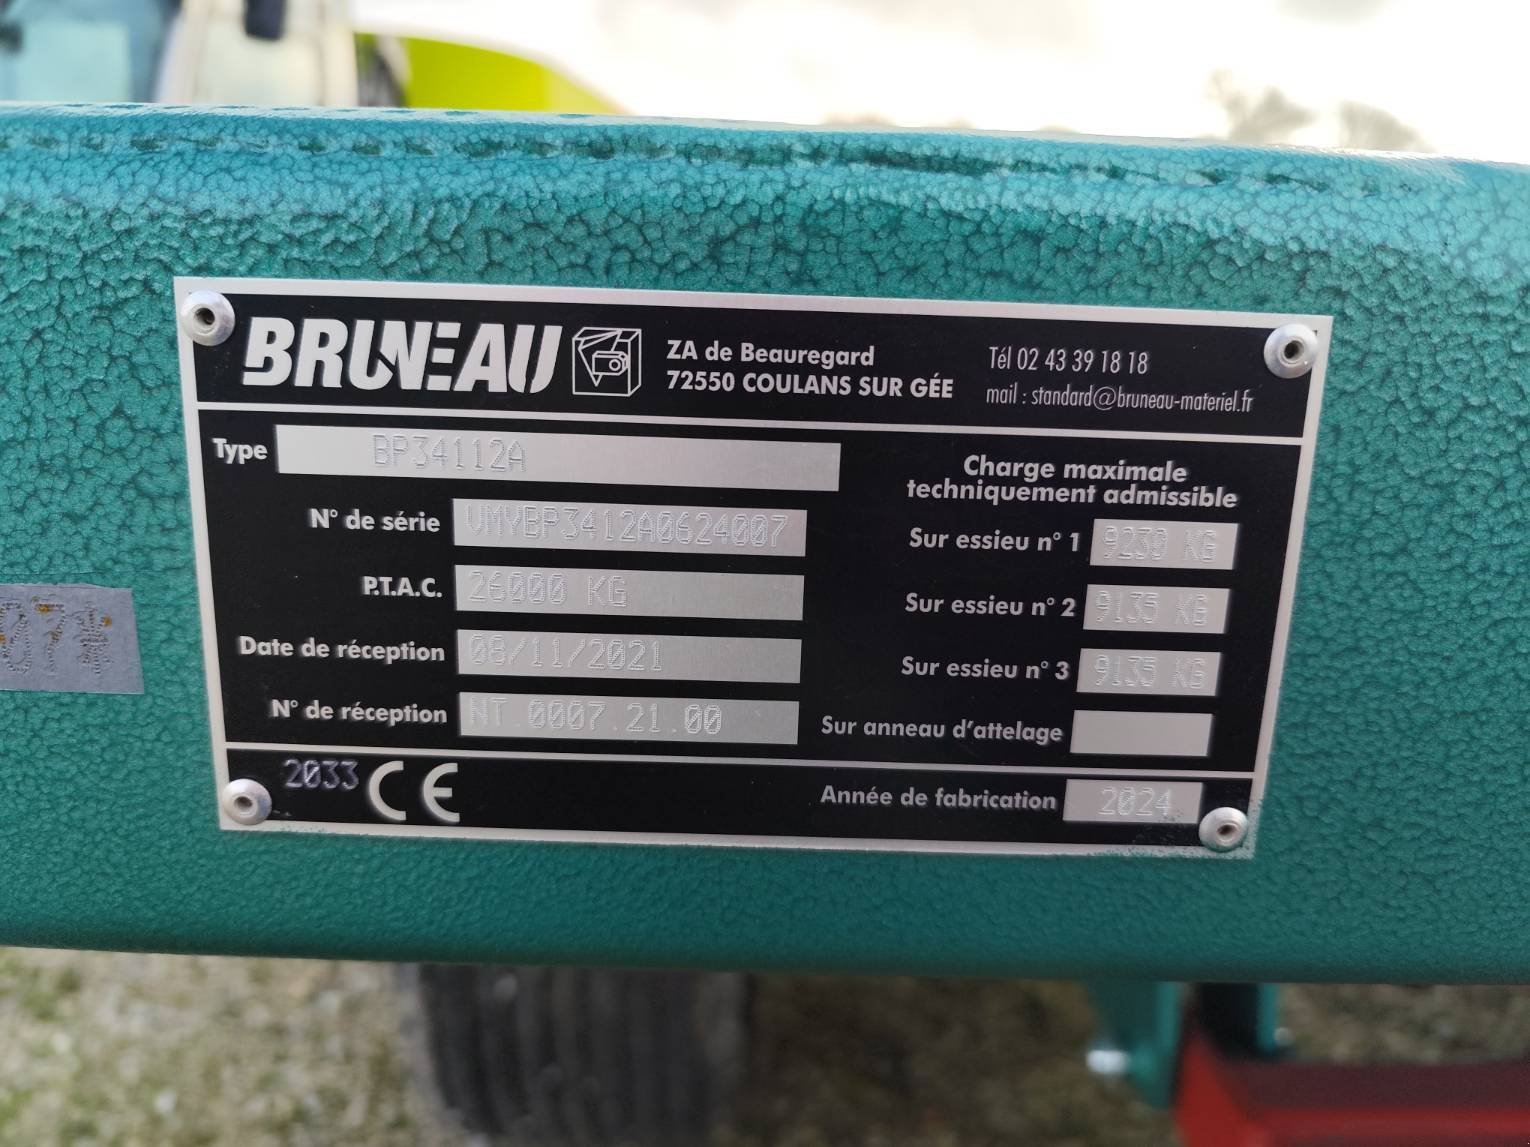 BRUNEAU
ZA de Beauregard
72550 COULANS SUR GÉE
Tél 02 43 39 18 18
mail : standard@bruneau-materiel.fr
Type BP34112A
N° de série VMYBP3412A0624007
P.T.A.C. 26000 KG
Date de réception 08/11/2021
N° de réception NT.0007.21.00
Charge maximale
techniquement admissible
Sur essieu n° 1 9230 KG
Sur essieu n° 2 9135 KG
Sur essieu n° 3 9135 KG
Sur anneau d'attelage
2033 CE
Année de fabrication 2024